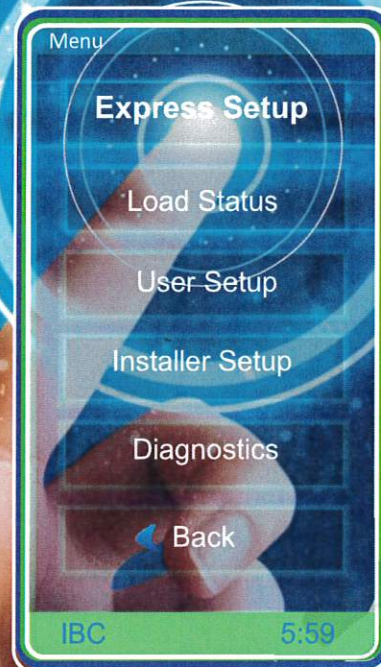 Menu
Express Setup
Load Status
User Setup
Installer Setup
Diagnostics
Back
IBC 5:59